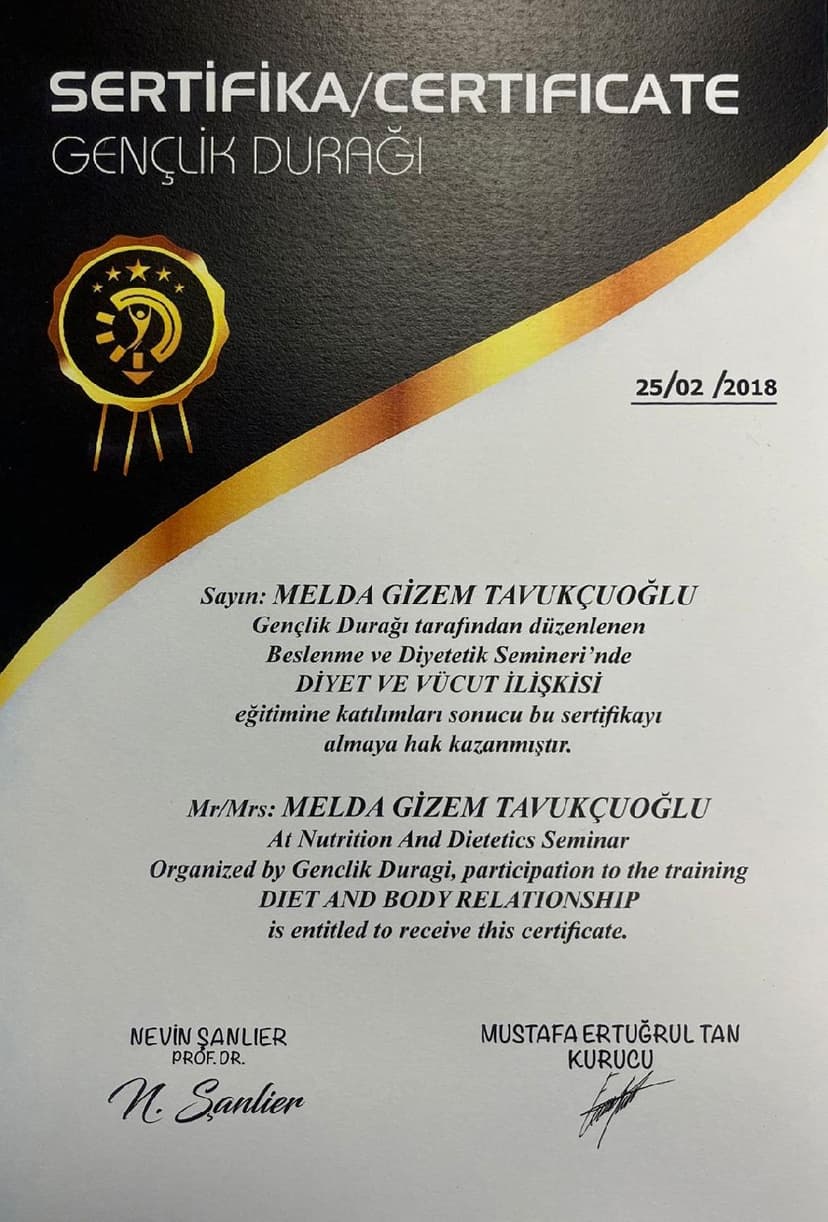 SERTİFİKA/CERTIFICATE
GENÇLİK DURAĞI
25/02 /2018
Sayın: MELDA GİZEM TAVUKÇUOĞLU
Gençlik Durağı tarafından düzenlenen
Beslenme ve Diyetetik Semineri'nde
DİYET VE VÜCUT İLİŞKİSİ
eğitimine katılımları sonucu bu sertifikayı
almaya hak kazanmıştır.
Mr/Mrs: MELDA GİZEM TAVUKÇUOĞLU
At Nutrition And Dietetics Seminar
Organized by Genclik Duragi, participation to the training
DIET AND BODY RELATIONSHIP
is entitled to receive this certificate.
NEVİN ŞANLIER
PROF. DR.
N. Şanlier
MUSTAFA ERTUĞRUL TAN
KURUCU